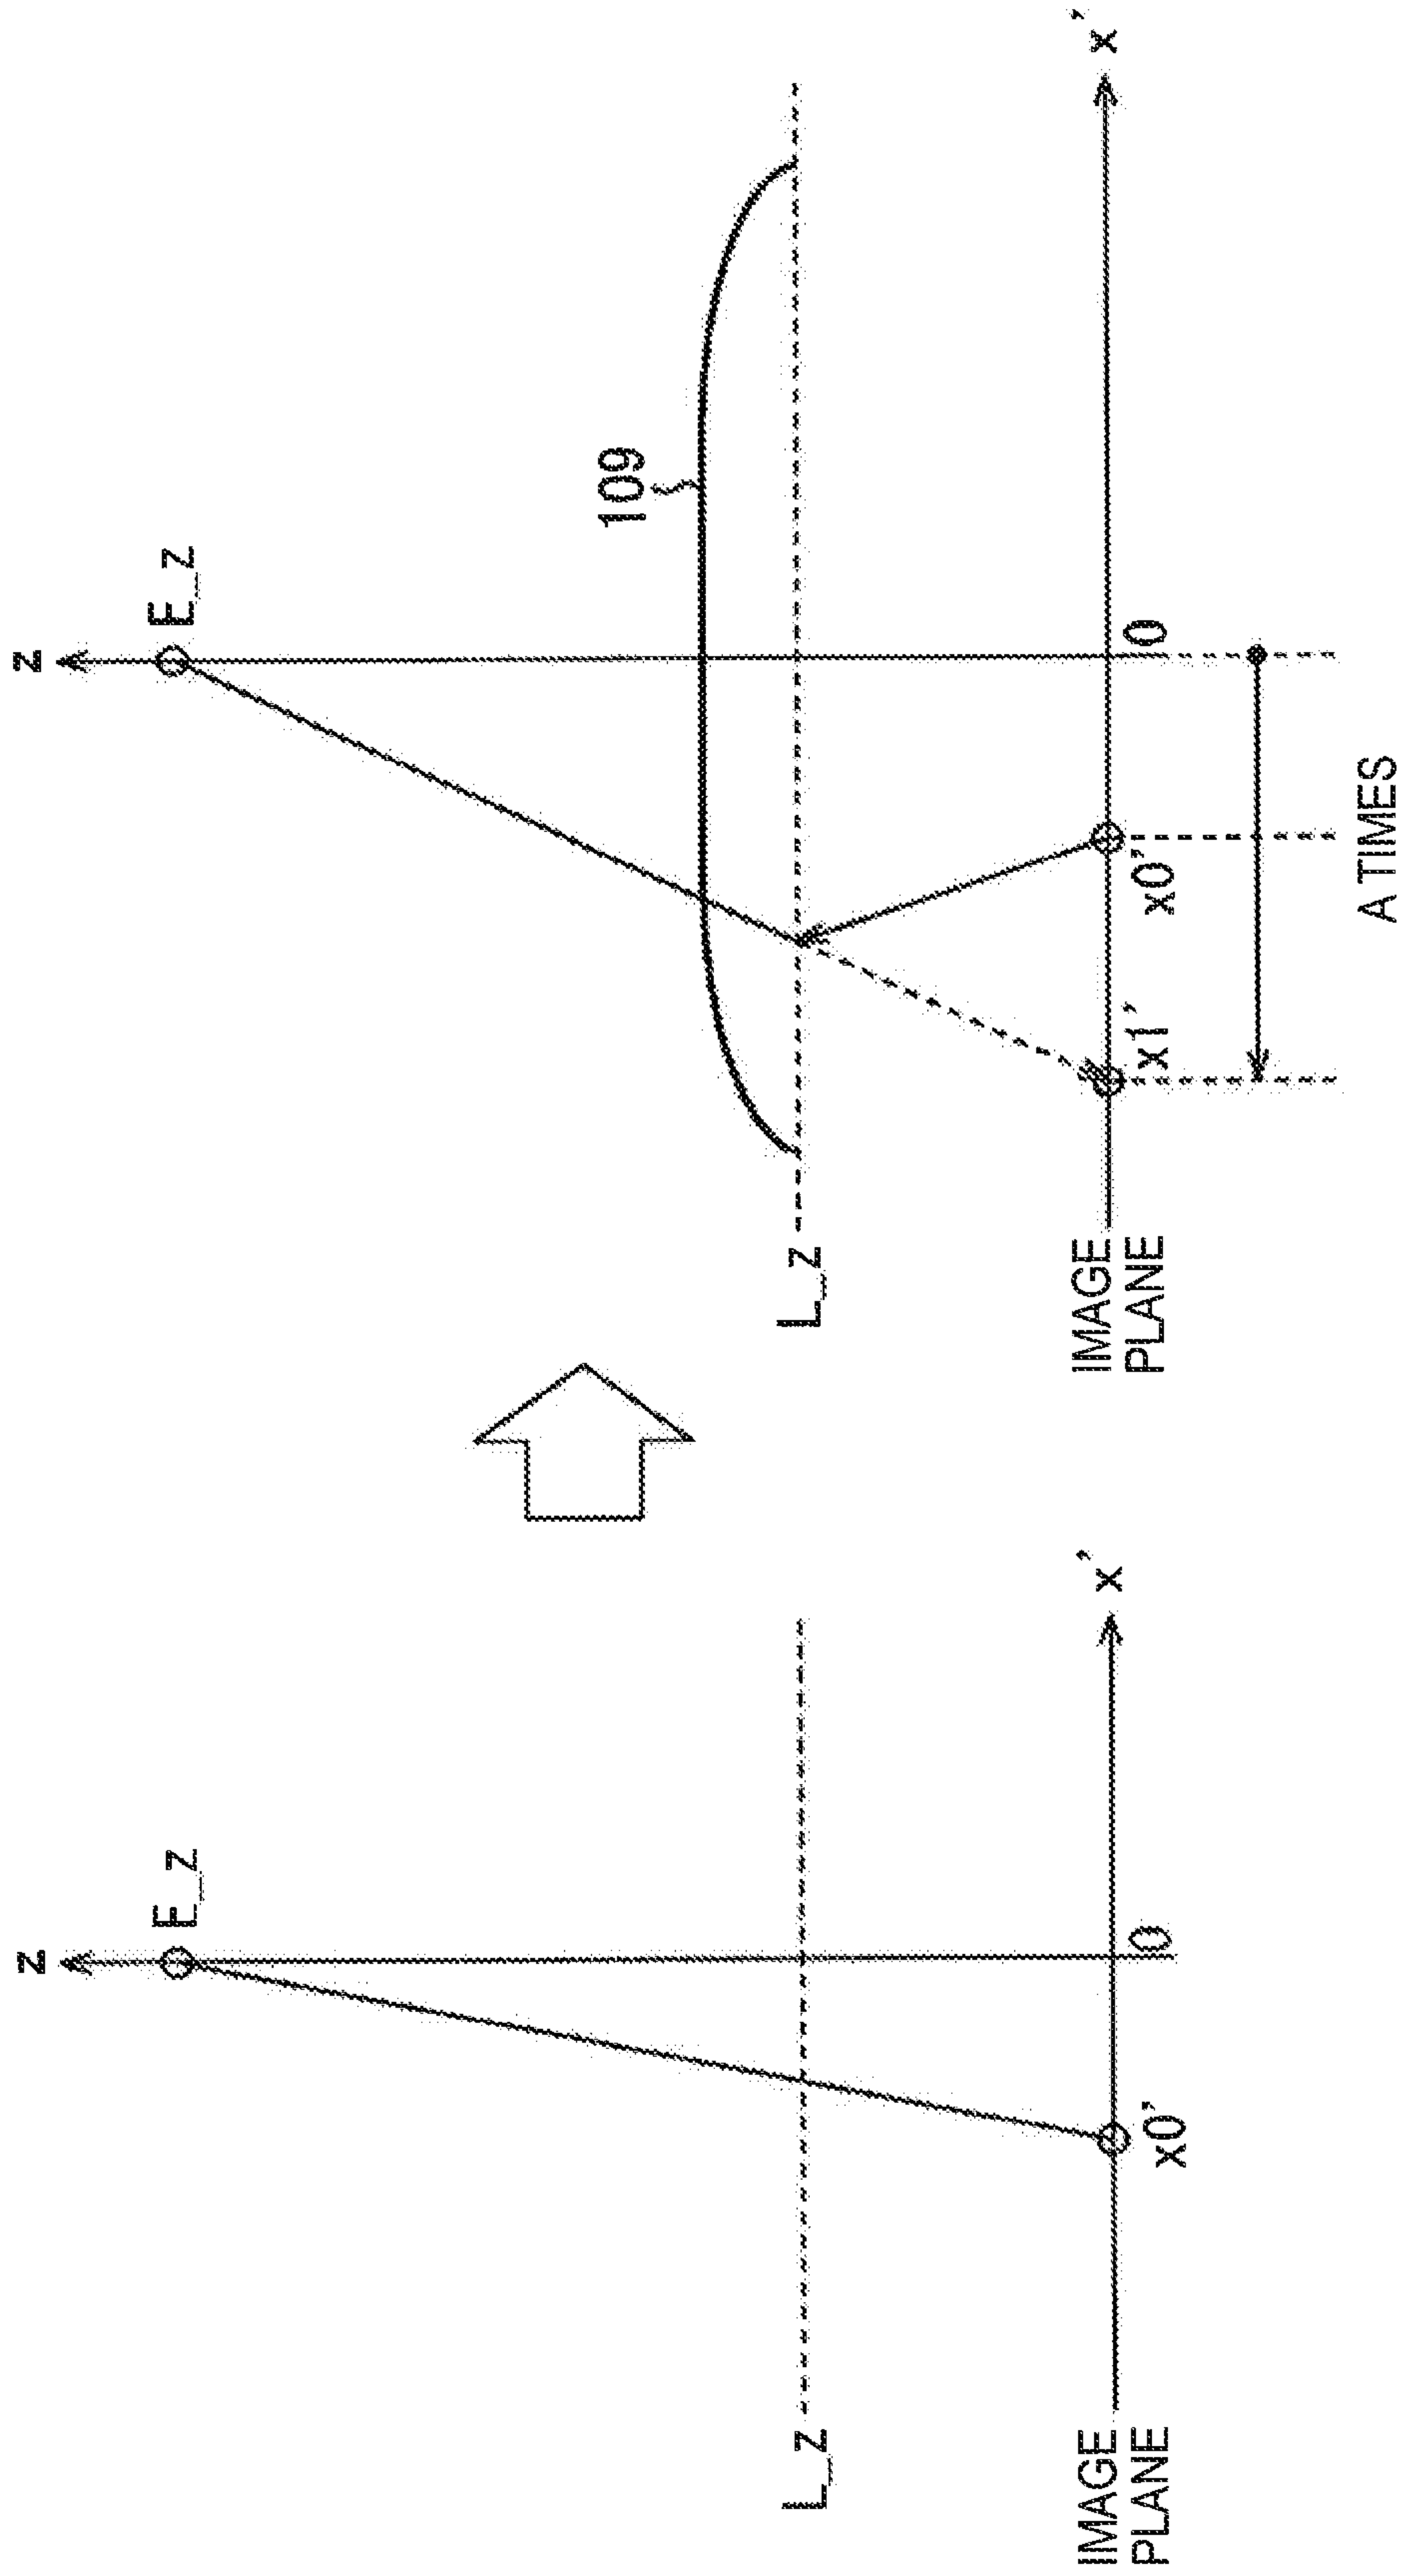 z
E_z
L_z
x'
IMAGE
PLANE
x0'
0
z
E_z
109
L_z
x'
IMAGE
PLANE
x1'
x0'
0
A TIMES